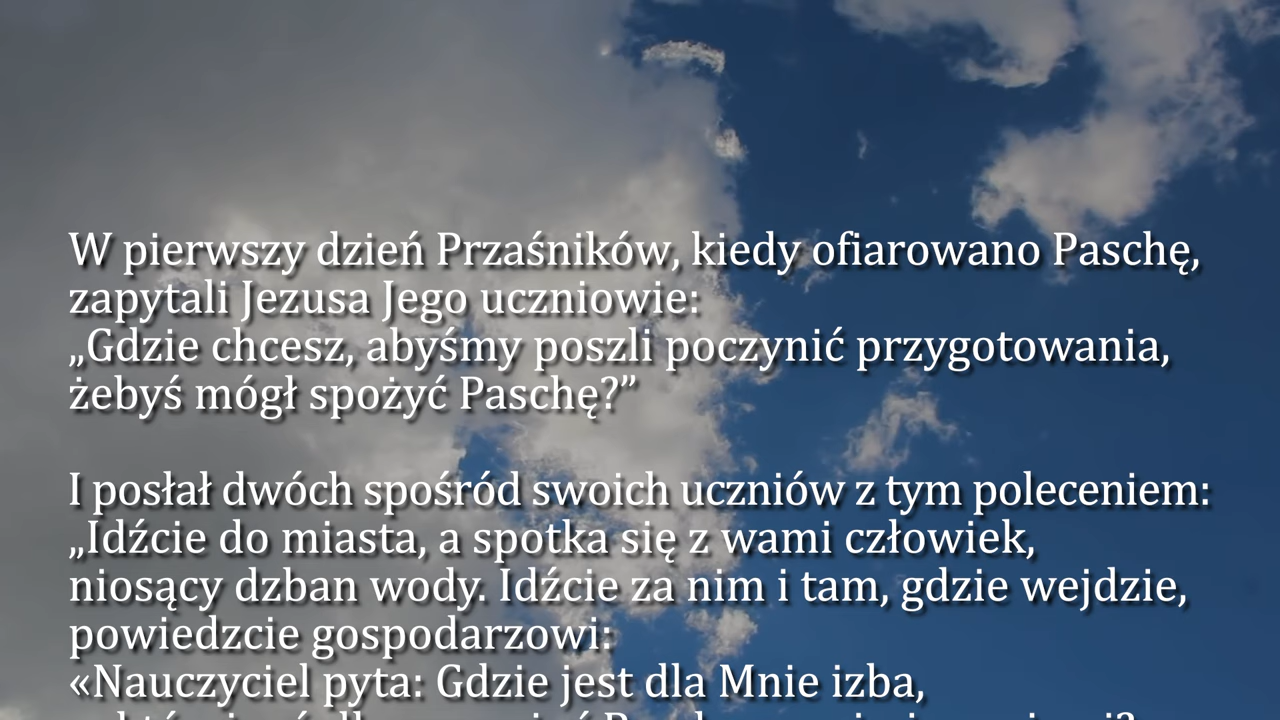 W pierwszy dzień Przaśników, kiedy ofiarowano Paschę,
zapytali Jezusa Jego uczniowie:
„Gdzie chcesz, abyśmy poszli poczynić przygotowania,
żebyś mógł spożyć Paschę?”
I posłał dwóch spośród swoich uczniów z tym poleceniem:
„Idźcie do miasta, a spotka się z wami człowiek,
niosący dzban wody. Idźcie za nim i tam, gdzie wejdzie,
powiedzcie gospodarzowi:
«Nauczyciel pyta: Gdzie jest dla Mnie izba,